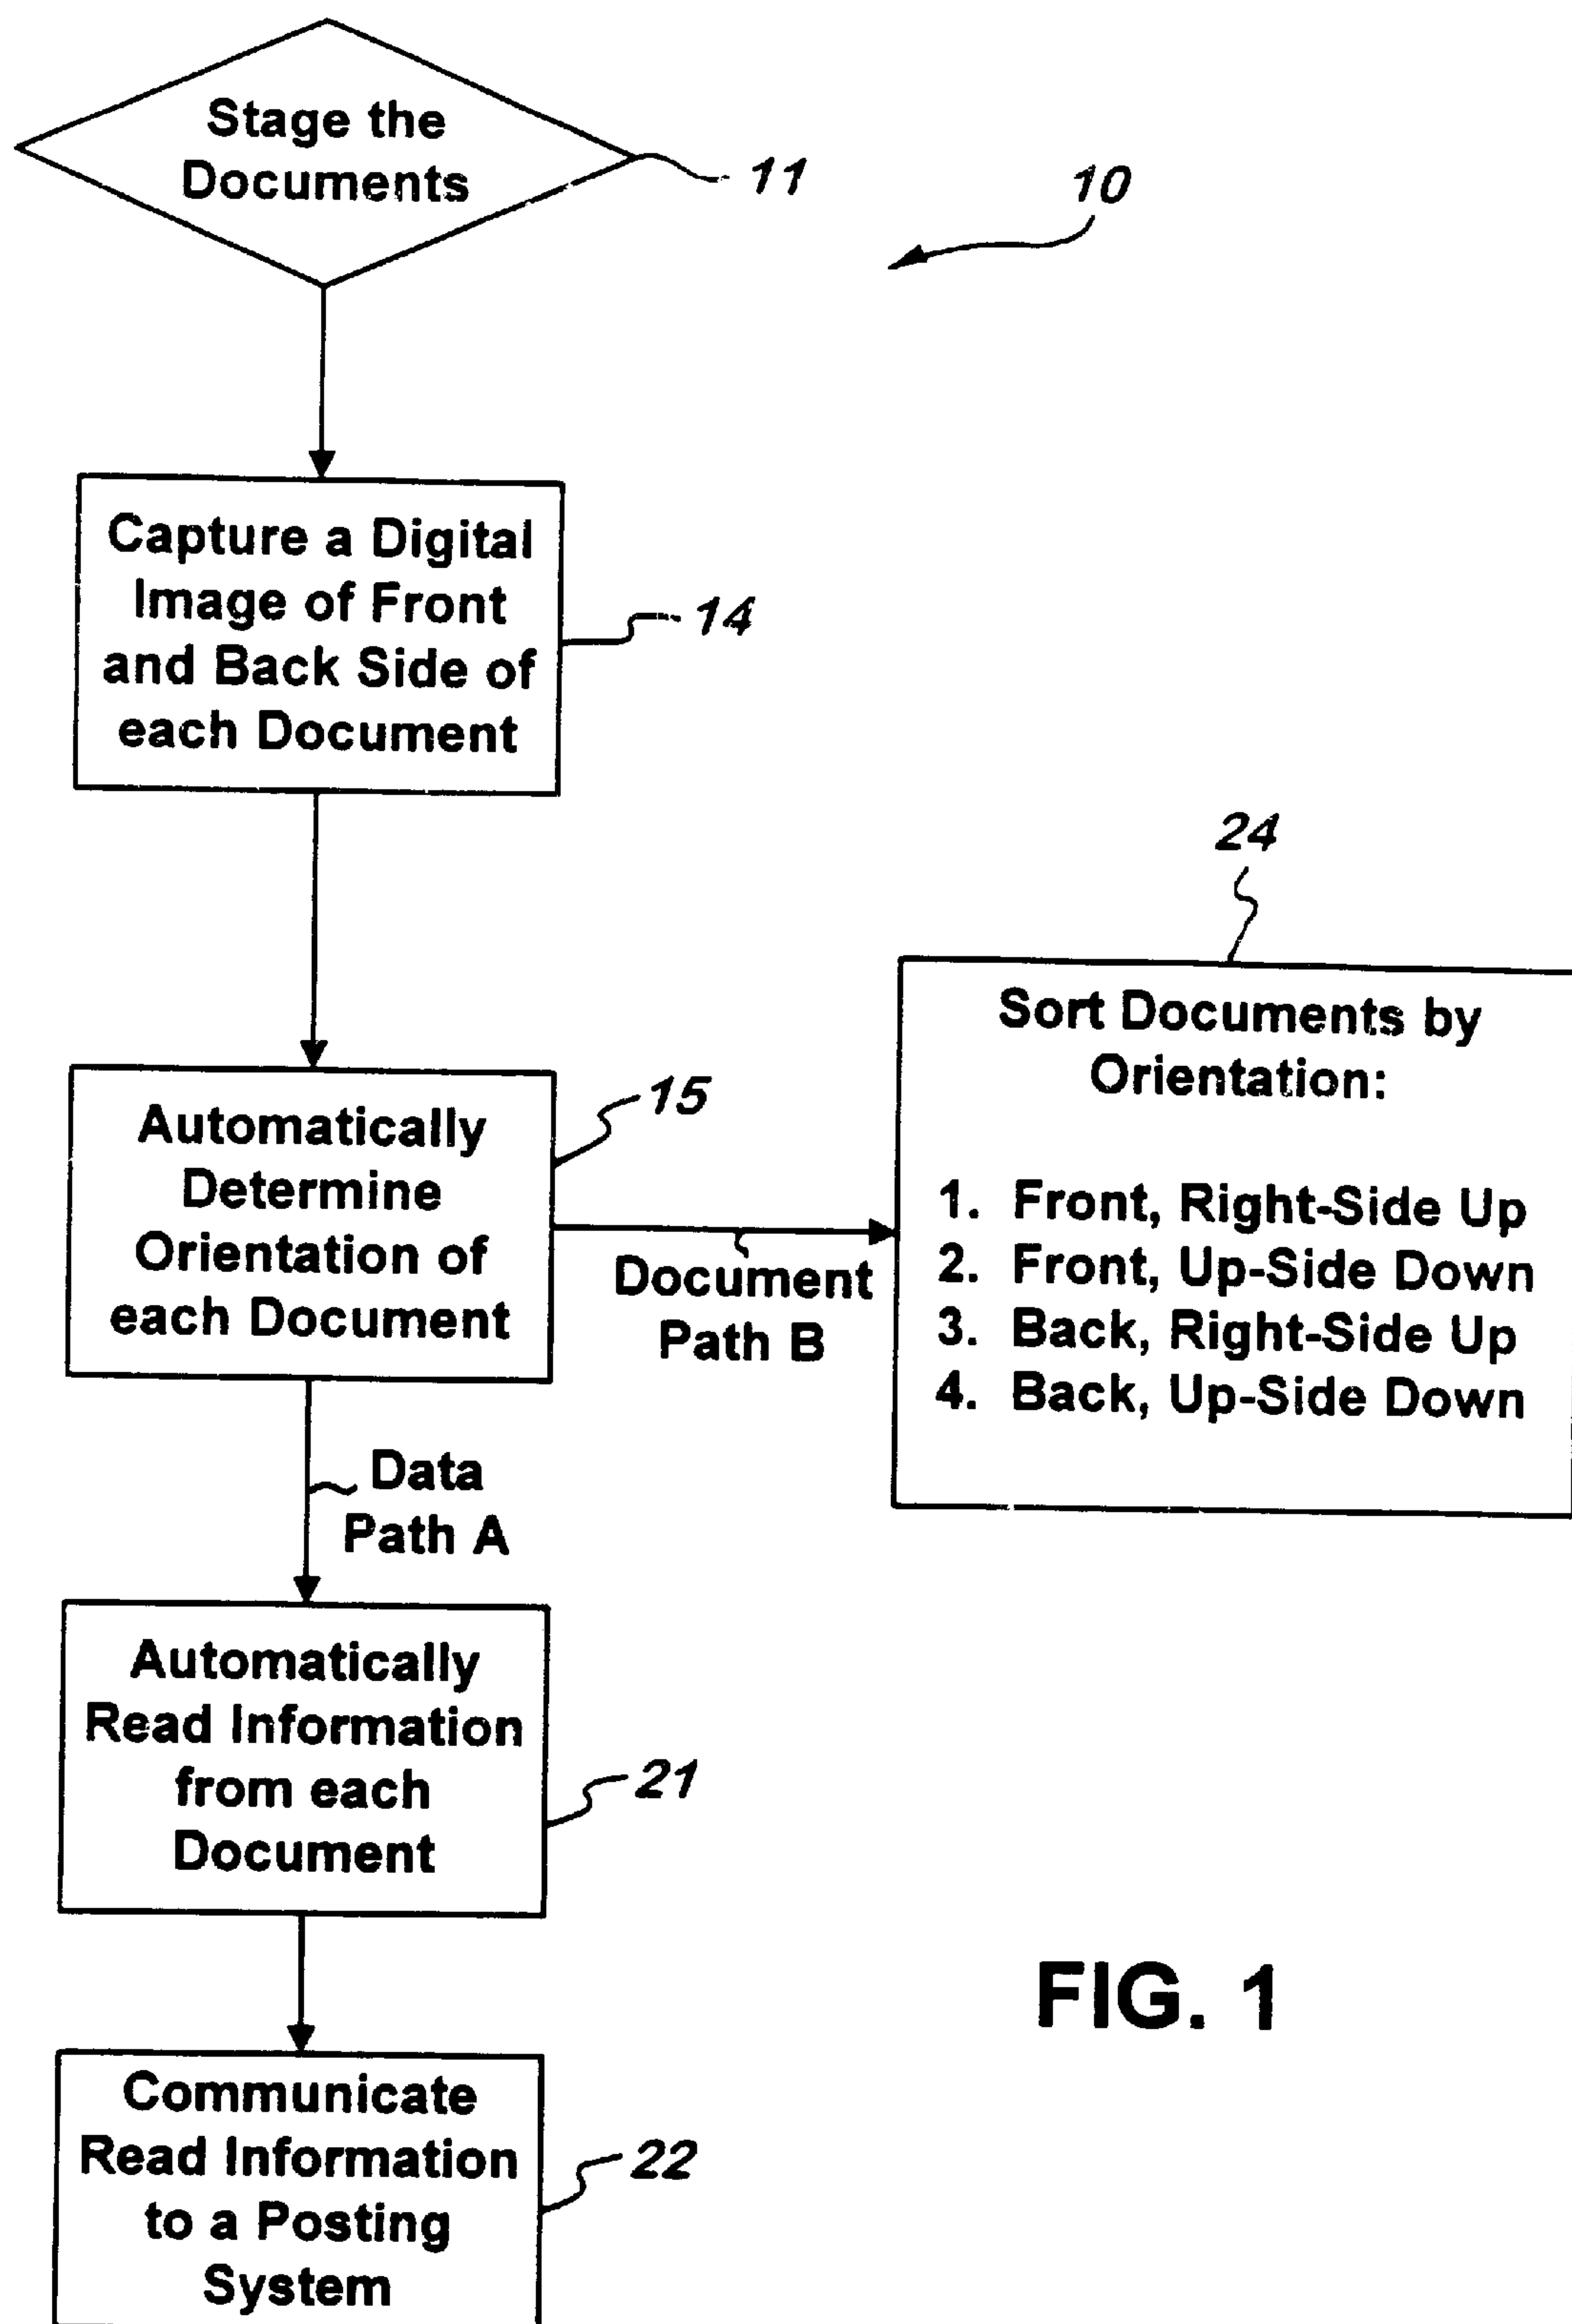 Stage the
Documents
11
10
Capture a Digital
Image of Front
and Back Side of
each Document
14
24
Sort Documents by
Orientation:
1. Front, Right-Side Up
2. Front, Up-Side Down
3. Back, Right-Side Up
4. Back, Up-Side Down
Automatically
Determine
Orientation of
each Document
15
Document
Path B
Data
Path A
Automatically
Read Information
from each
Document
21
Communicate
Read Information
to a Posting
System
22
FIG. 1